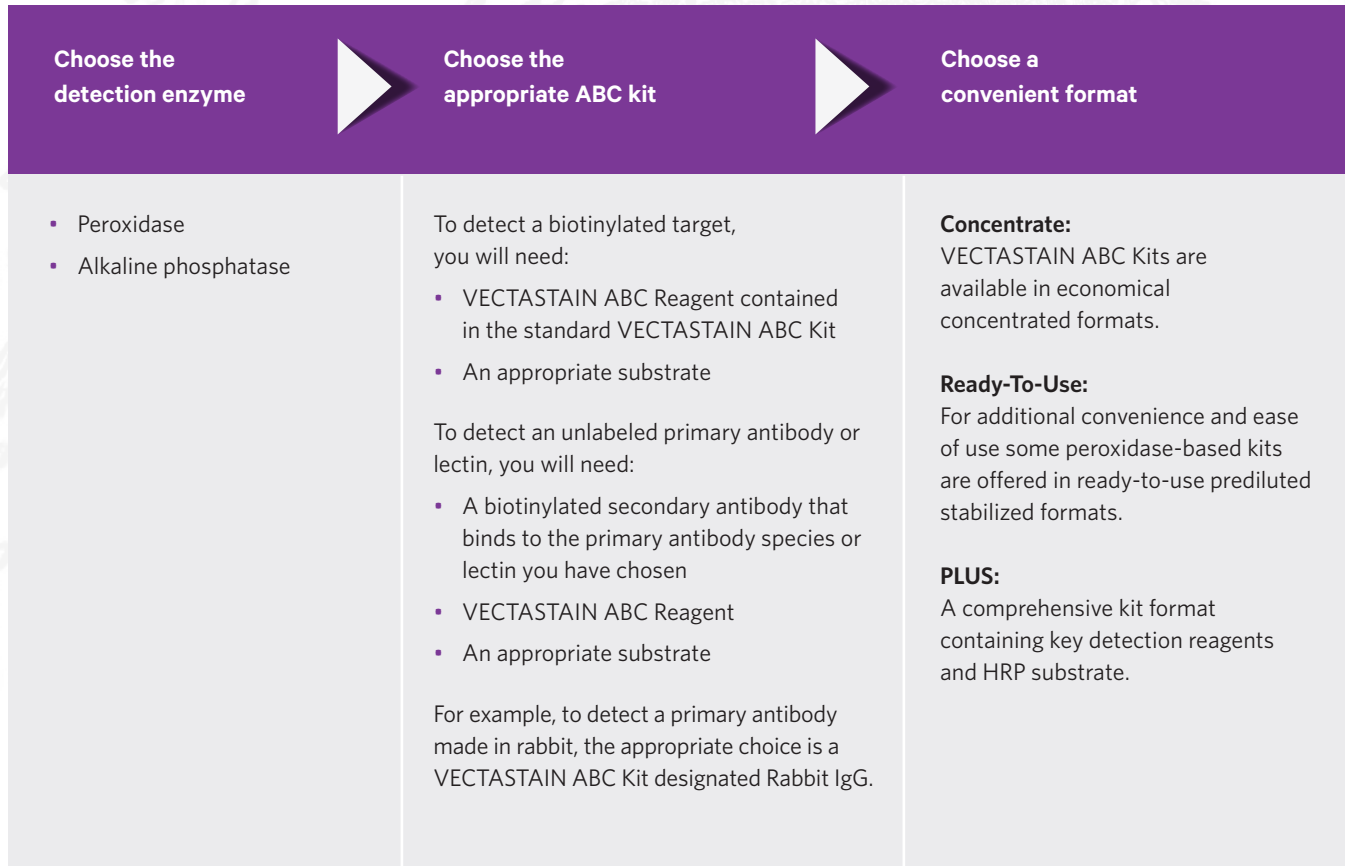 Choose the
detection enzyme
Choose the
appropriate ABC kit
Choose a
convenient format
• Peroxidase
• Alkaline phosphatase
To detect a biotinylated target,
you will need:
• VECTASTAIN ABC Reagent contained
in the standard VECTASTAIN ABC Kit
• An appropriate substrate
To detect an unlabeled primary antibody or
lectin, you will need:
• A biotinylated secondary antibody that
binds to the primary antibody species or
lectin you have chosen
• VECTASTAIN ABC Reagent
• An appropriate substrate
For example, to detect a primary antibody
made in rabbit, the appropriate choice is a
VECTASTAIN ABC Kit designated Rabbit IgG.
Concentrate:
VECTASTAIN ABC Kits are
available in economical
concentrated formats.
Ready-To-Use:
For additional convenience and ease
of use some peroxidase-based kits
are offered in ready-to-use prediluted
stabilized formats.
PLUS:
A comprehensive kit format
containing key detection reagents
and HRP substrate.